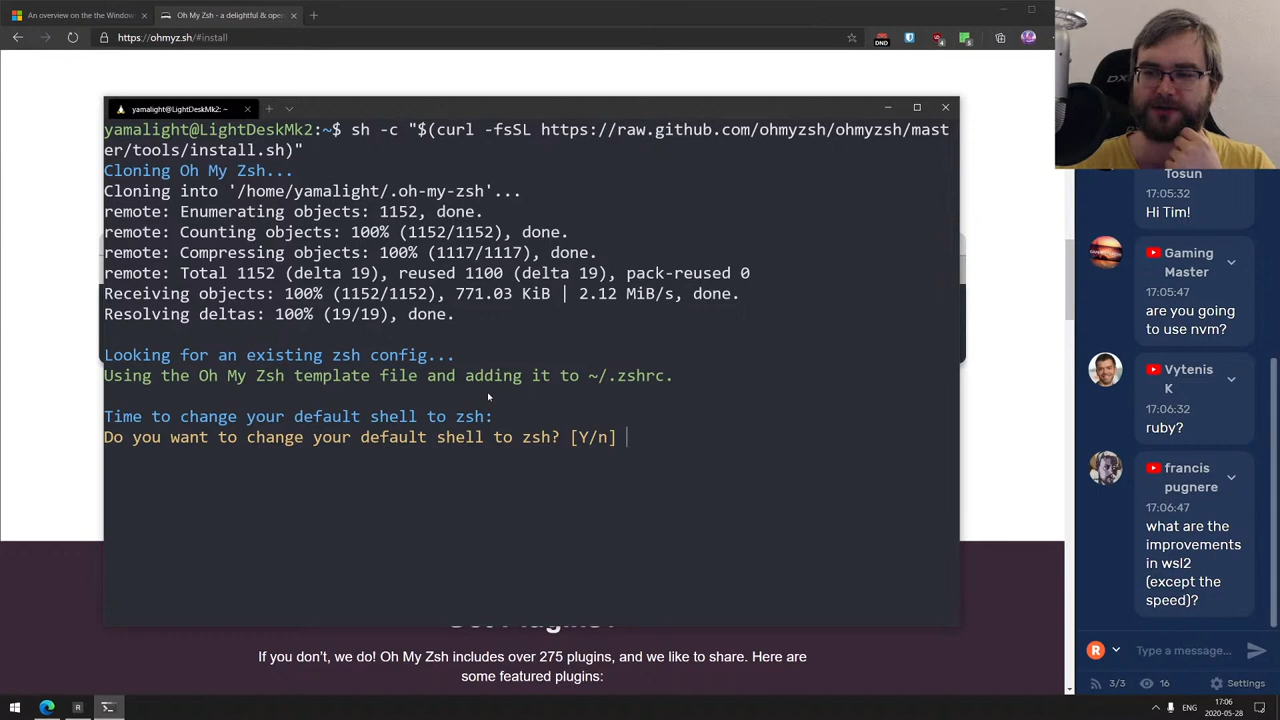 An overview on the the Window
Oh My Zsh - a delightful & ope
https://ohmyz.sh/#install
DND
4
5
yamalight@LightDeskMk2: ~
yamalight@LightDeskMk2:~$ sh -c "$(curl -fsSL https://raw.github.com/ohmyzsh/ohmyzsh/mast
er/tools/install.sh)"
Cloning Oh My Zsh...
Cloning into '/home/yamalight/.oh-my-zsh'...
remote: Enumerating objects: 1152, done.
remote: Counting objects: 100% (1152/1152), done.
remote: Compressing objects: 100% (1117/1117), done.
remote: Total 1152 (delta 19), reused 1100 (delta 19), pack-reused 0
Receiving objects: 100% (1152/1152), 771.03 KiB | 2.12 MiB/s, done.
Resolving deltas: 100% (19/19), done.
Looking for an existing zsh config...
Using the Oh My Zsh template file and adding it to ~/.zshrc.
Time to change your default shell to zsh:
Do you want to change your default shell to zsh? [Y/n]
If you don't, we do! Oh My Zsh includes over 275 plugins, and we like to share. Here are
some featured plugins:
DX
Tosun
17:05:32
Hi Tim!
Gaming
Master
17:05:47
are you going
to use nvm?
Vytenis
K
17:06:32
ruby?
francis
pugnere
17:06:47
what are the
improvements
in wsl2
(except the
speed)?
R
Type a message...
3/3
16
Settings
R
ENG
17:06
2020-05-28